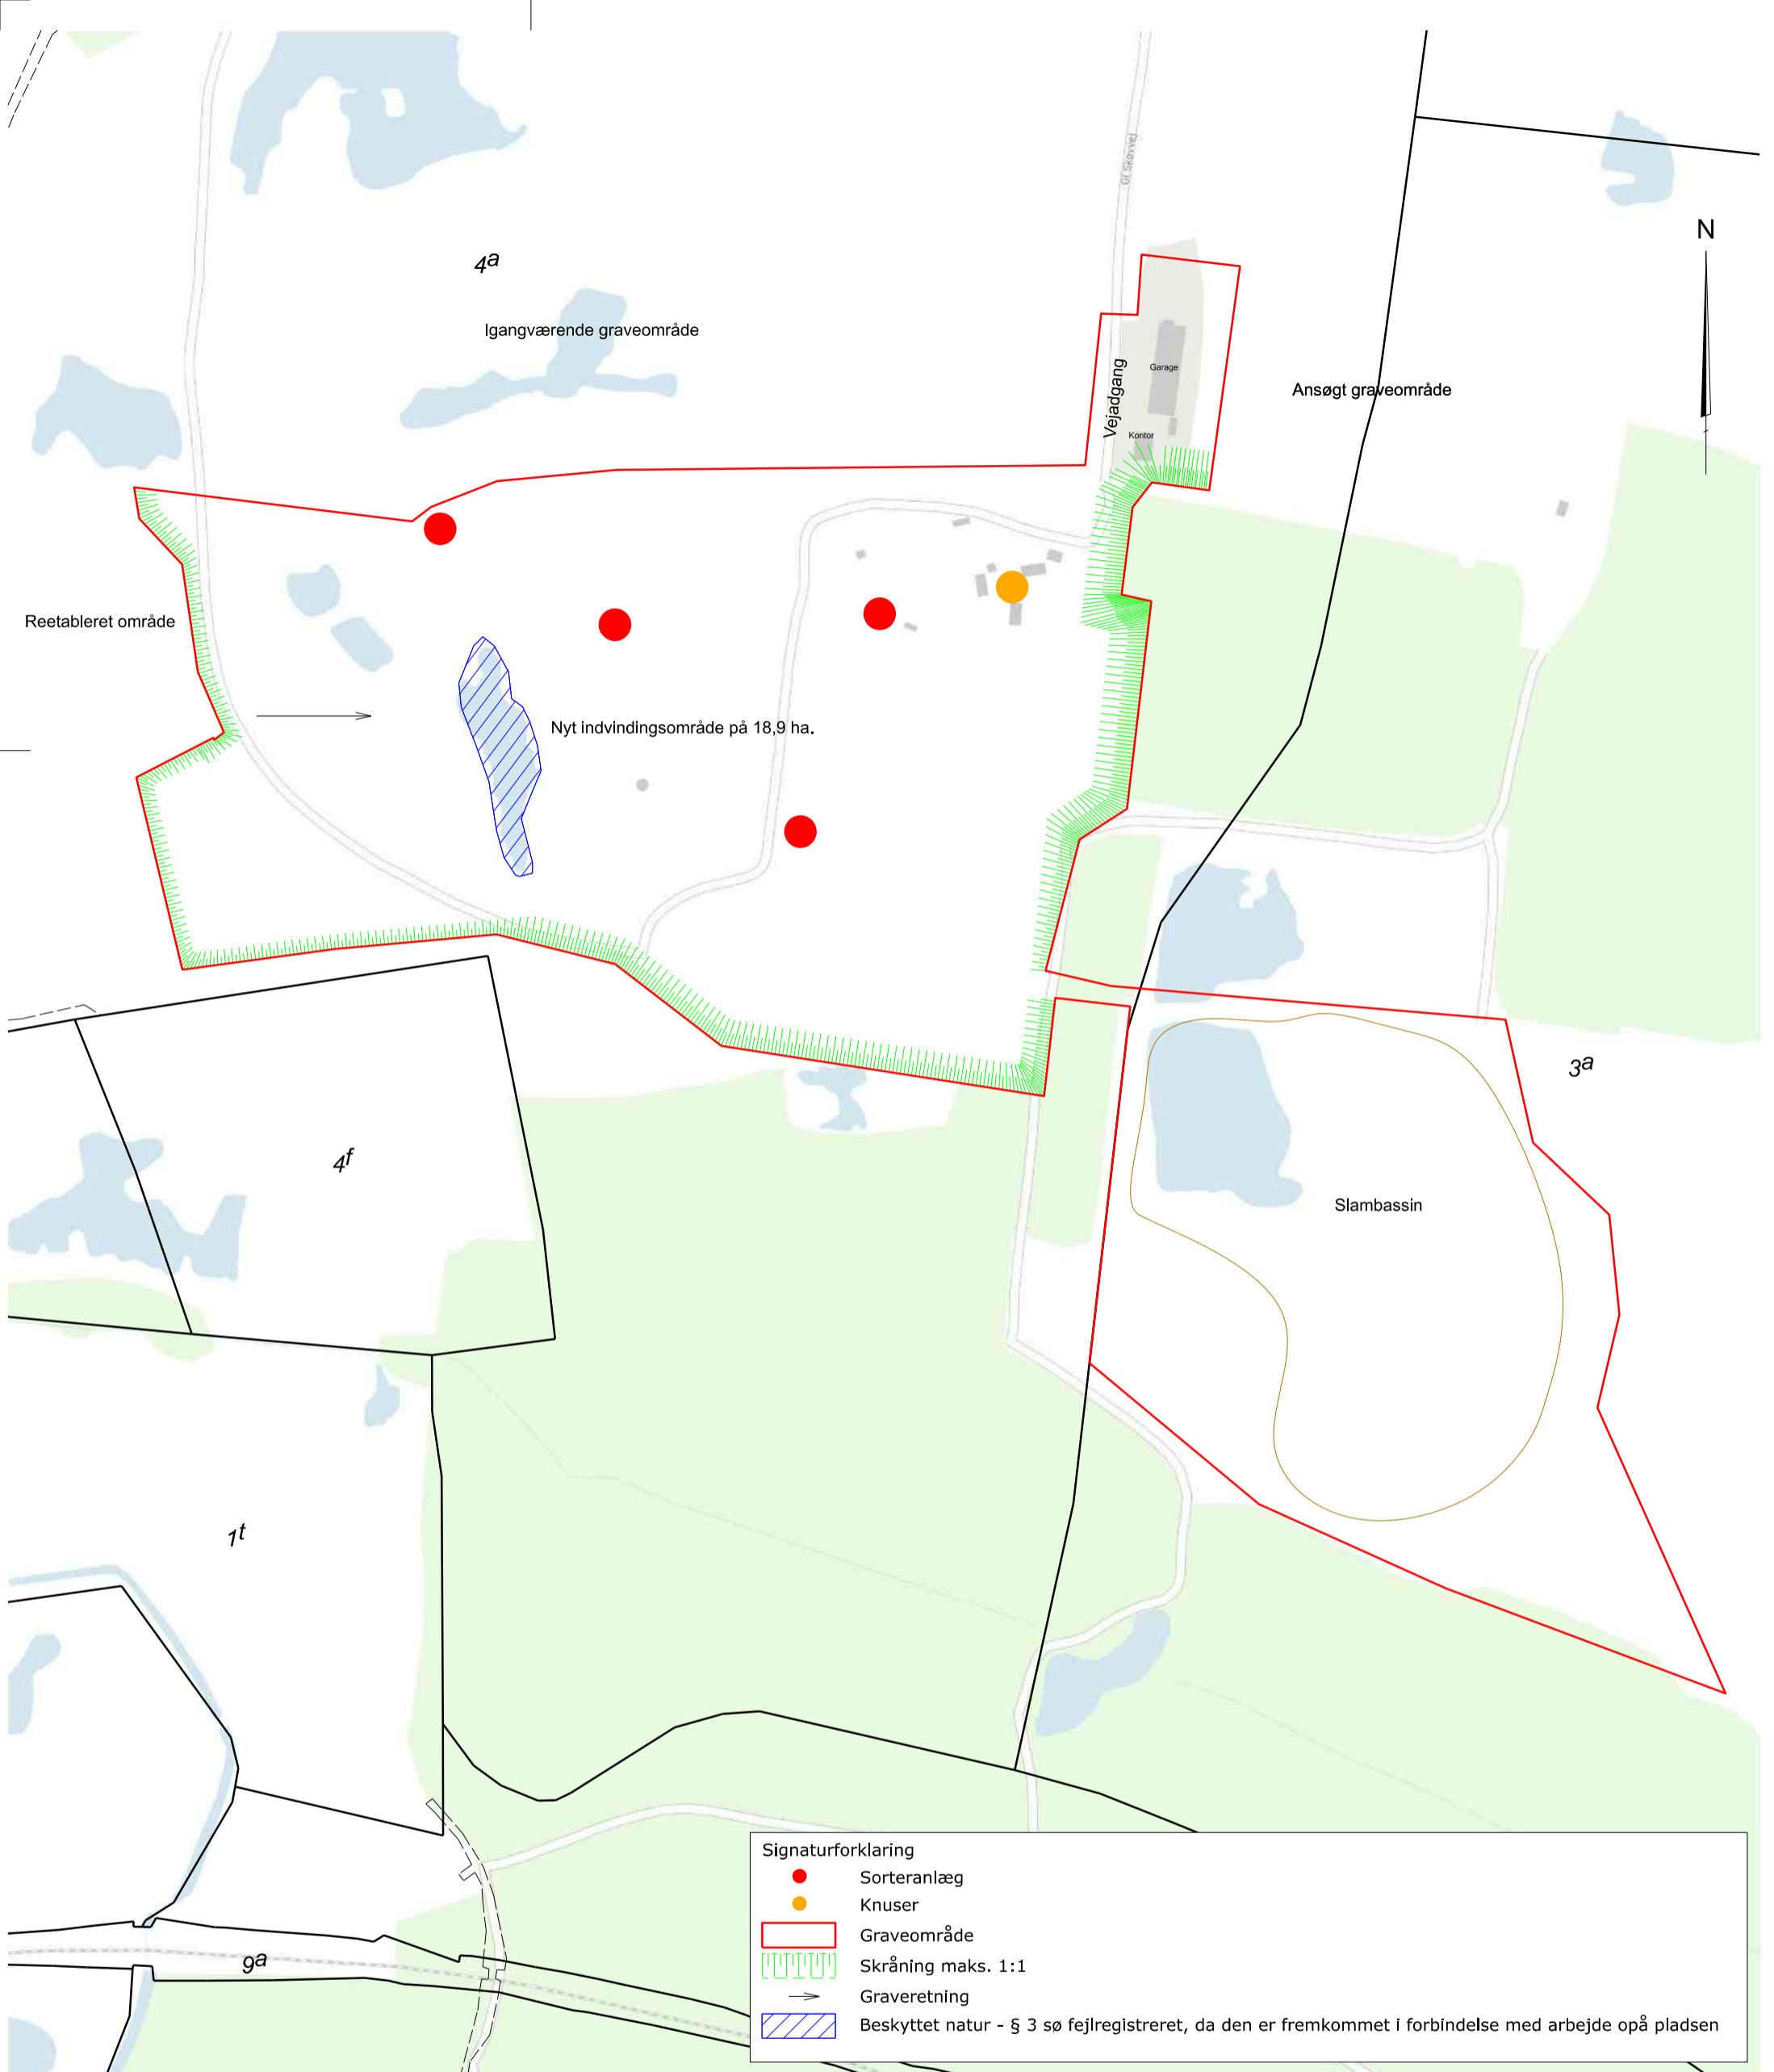 Gl Skovvej
N
4a
Igangværende graveområde
Vejadgang
Garage
Kontor
Ansøgt graveområde
Reetableret område
Nyt indvindingsområde på 18,9 ha.
3a
4f
Slambassin
1t
9a
Signaturforklaring
Sorteranlæg
Knuser
Graveområde
Skråning maks. 1:1
Graveretning
Beskyttet natur - § 3 sø fejlregistreret, da den er fremkommet i forbindelse med arbejde opå pladsen